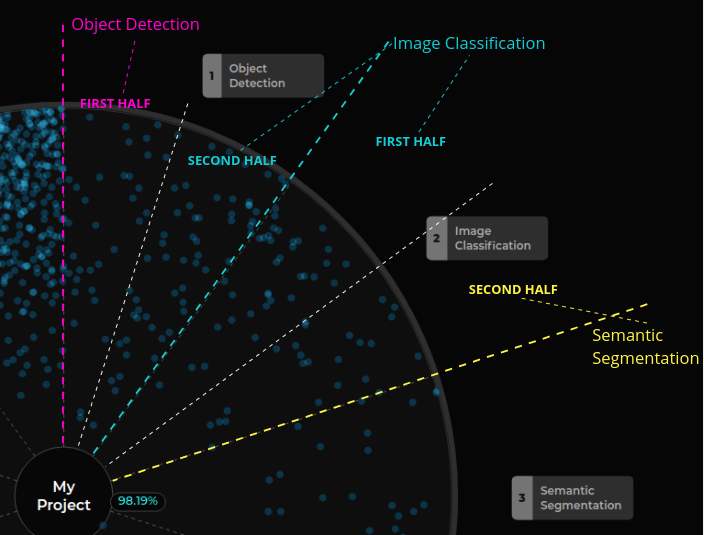 Object Detection
Image Classification
1
Object
Detection
FIRST HALF
FIRST HALF
SECOND HALF
2
Image
Classification
SECOND HALF
Semantic
Segmentation
My
Project
98.19%
3
Semantic
Segmentation